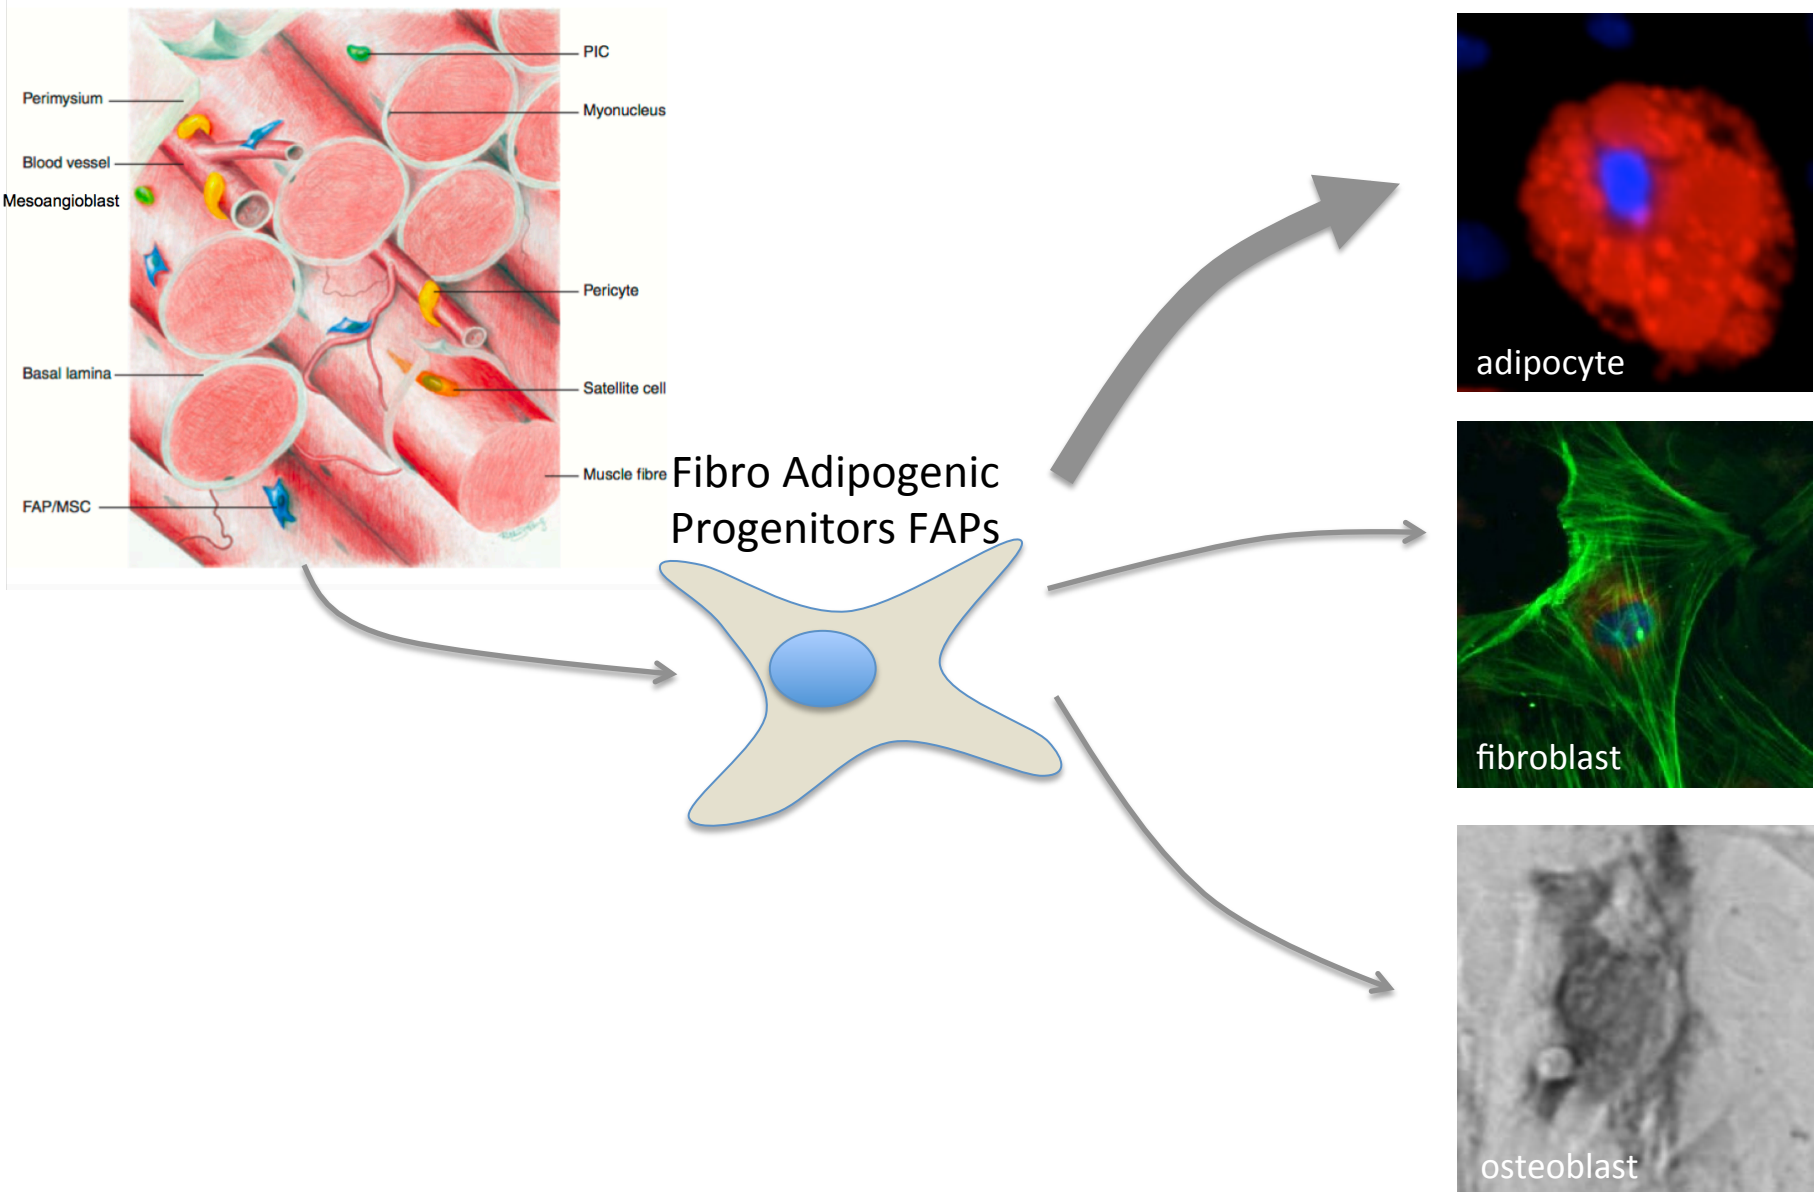 PIC
Perimysium
Myonucleus
Blood vessel
Mesoangioblast
Pericyte
Basal lamina
Satellite cell
Muscle fibre
FAP/MSC
Fibro Adipogenic
Progenitors FAPs
adipocyte
fibroblast
osteoblast